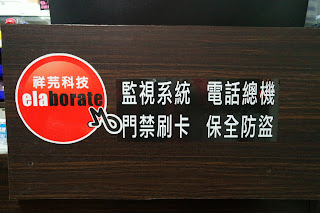 祥芫科技
elaborate
監視系統 電話總機
門禁刷卡 保全防盜